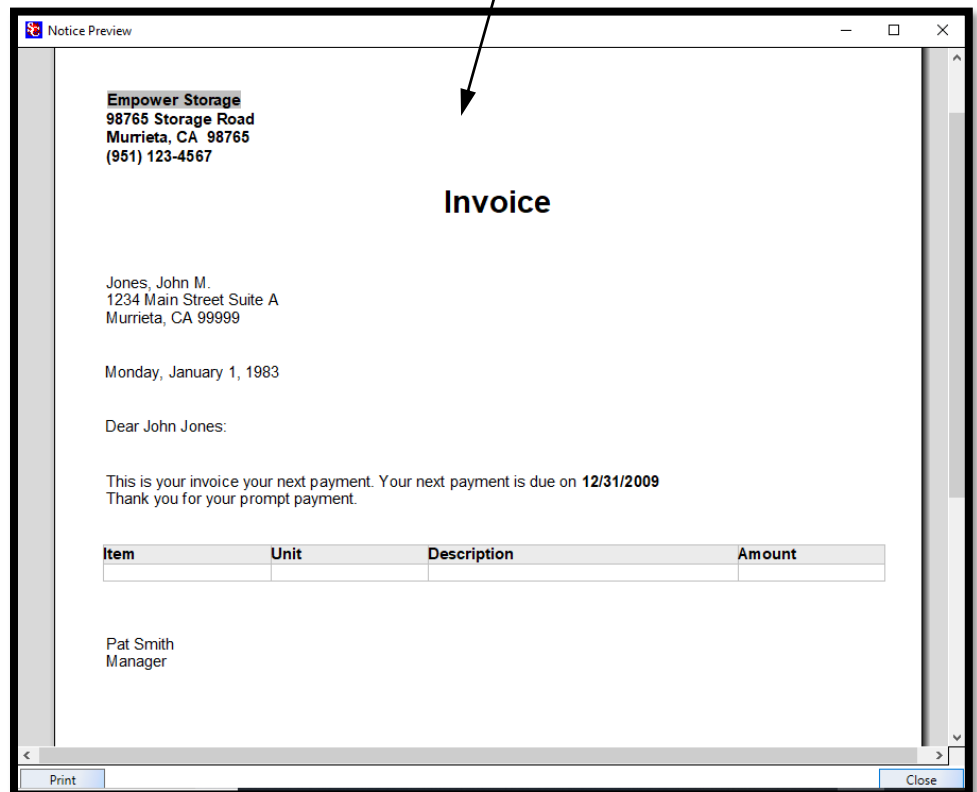 Notice Preview
Empower Storage
98765 Storage Road
Murrieta, CA  98765
(951) 123-4567
Invoice
Jones, John M.
1234 Main Street Suite A
Murrieta, CA 99999
Monday, January 1, 1983
Dear John Jones:
This is your invoice your next payment. Your next payment is due on 12/31/2009
Thank you for your prompt payment.
Item Unit Description Amount
Pat Smith
Manager
Print Close